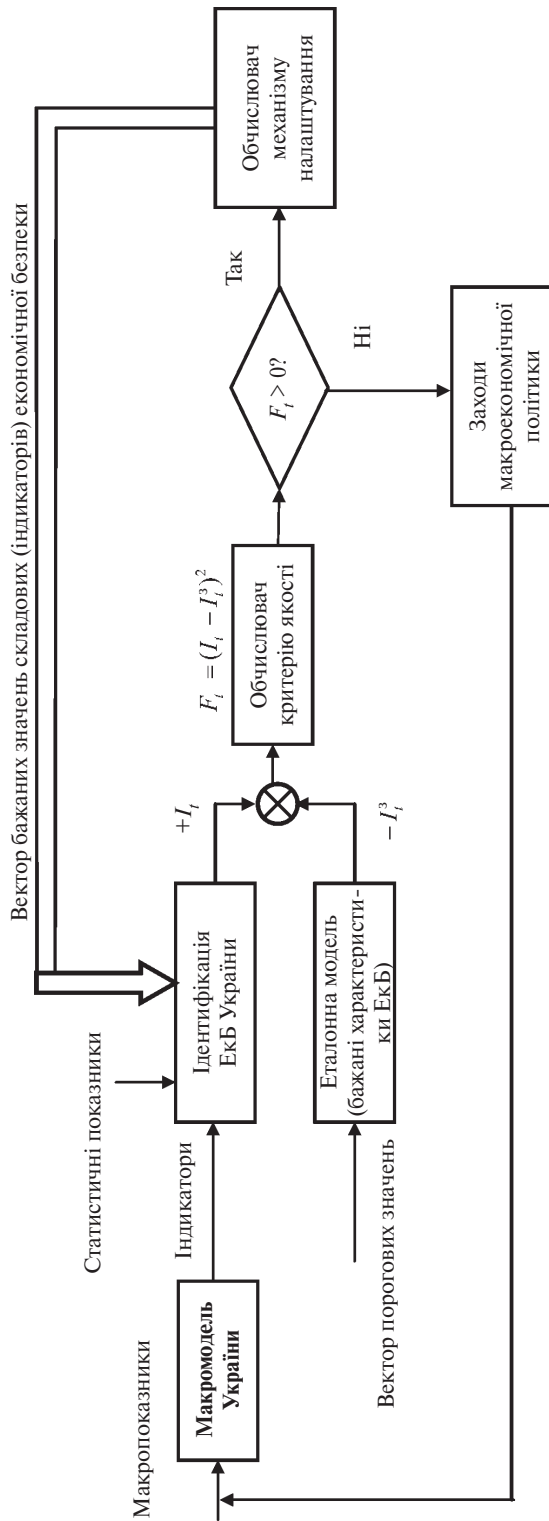 Вектор бажаних значень складових (індикаторів) економічної безпеки
Макропоказники
Макромодель
України
Індикатори
Статистичні показники
Ідентифікація
ЕкБ України
Вектор порогових значень
Еталонна модель
(бажані характеристи-
ки ЕкБ)
+I_t
− I_t^з
F_t = (I_t − I_t^з)^2
Обчислювач
критерію якості
F_t > 0?
Так
Ні
Обчислювач
механізму
налаштування
Заходи
макроекономічної
політики